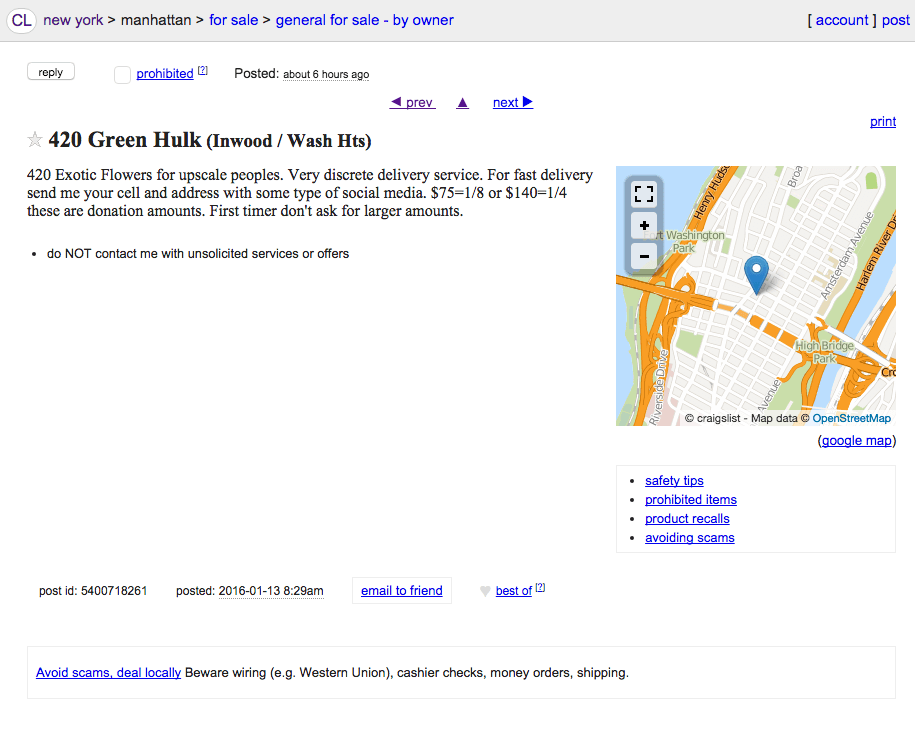 CL new york > manhattan > for sale > general for sale - by owner [ account ] post
reply prohibited [?] Posted: about 6 hours ago
◀ prev ▲ next ▶
print
☆ 420 Green Hulk (Inwood / Wash Hts)
420 Exotic Flowers for upscale peoples. Very discrete delivery service. For fast delivery
send me your cell and address with some type of social media. $75=1/8 or $140=1/4
these are donation amounts. First timer don't ask for larger amounts.
• do NOT contact me with unsolicited services or offers
+
−
Henry Huds
Broa
rt Washington
Park
Amsterdam Avenue
Harlem River Dr
High Bridge
Park
Cro
Riverside Drive
Avenue
© craigslist - Map data © OpenStreetMap
(google map)
• safety tips
• prohibited items
• product recalls
• avoiding scams
post id: 5400718261 posted: 2016-01-13 8:29am email to friend ♥ best of [?]
Avoid scams, deal locally Beware wiring (e.g. Western Union), cashier checks, money orders, shipping.